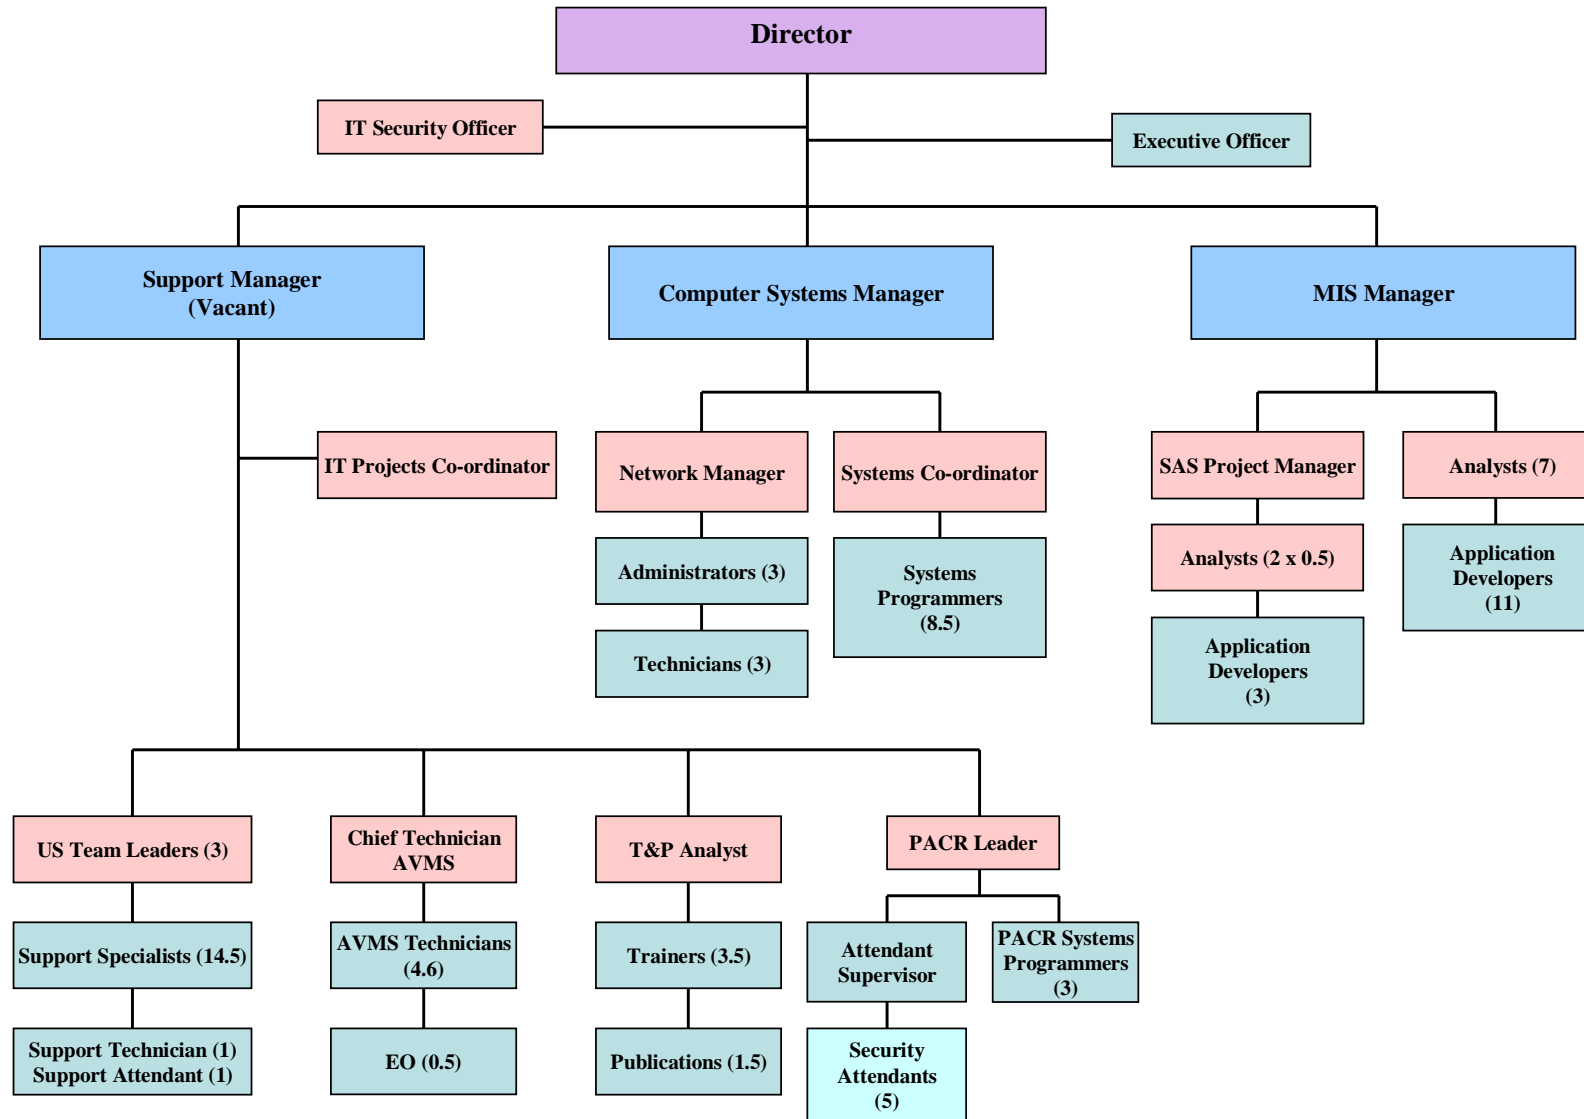 Director
IT Security Officer
Executive Officer
Support Manager
(Vacant)
Computer Systems Manager
MIS Manager
IT Projects Co-ordinator
Network Manager
Systems Co-ordinator
SAS Project Manager
Analysts (7)
Administrators (3)
Systems
Programmers
(8.5)
Analysts (2 x 0.5)
Application
Developers
(11)
Technicians (3)
Application
Developers
(3)
US Team Leaders (3)
Chief Technician
AVMS
T&P Analyst
PACR Leader
Support Specialists (14.5)
AVMS Technicians
(4.6)
Trainers (3.5)
Attendant
Supervisor
PACR Systems
Programmers
(3)
Support Technician (1)
Support Attendant (1)
EO (0.5)
Publications (1.5)
Security
Attendants
(5)